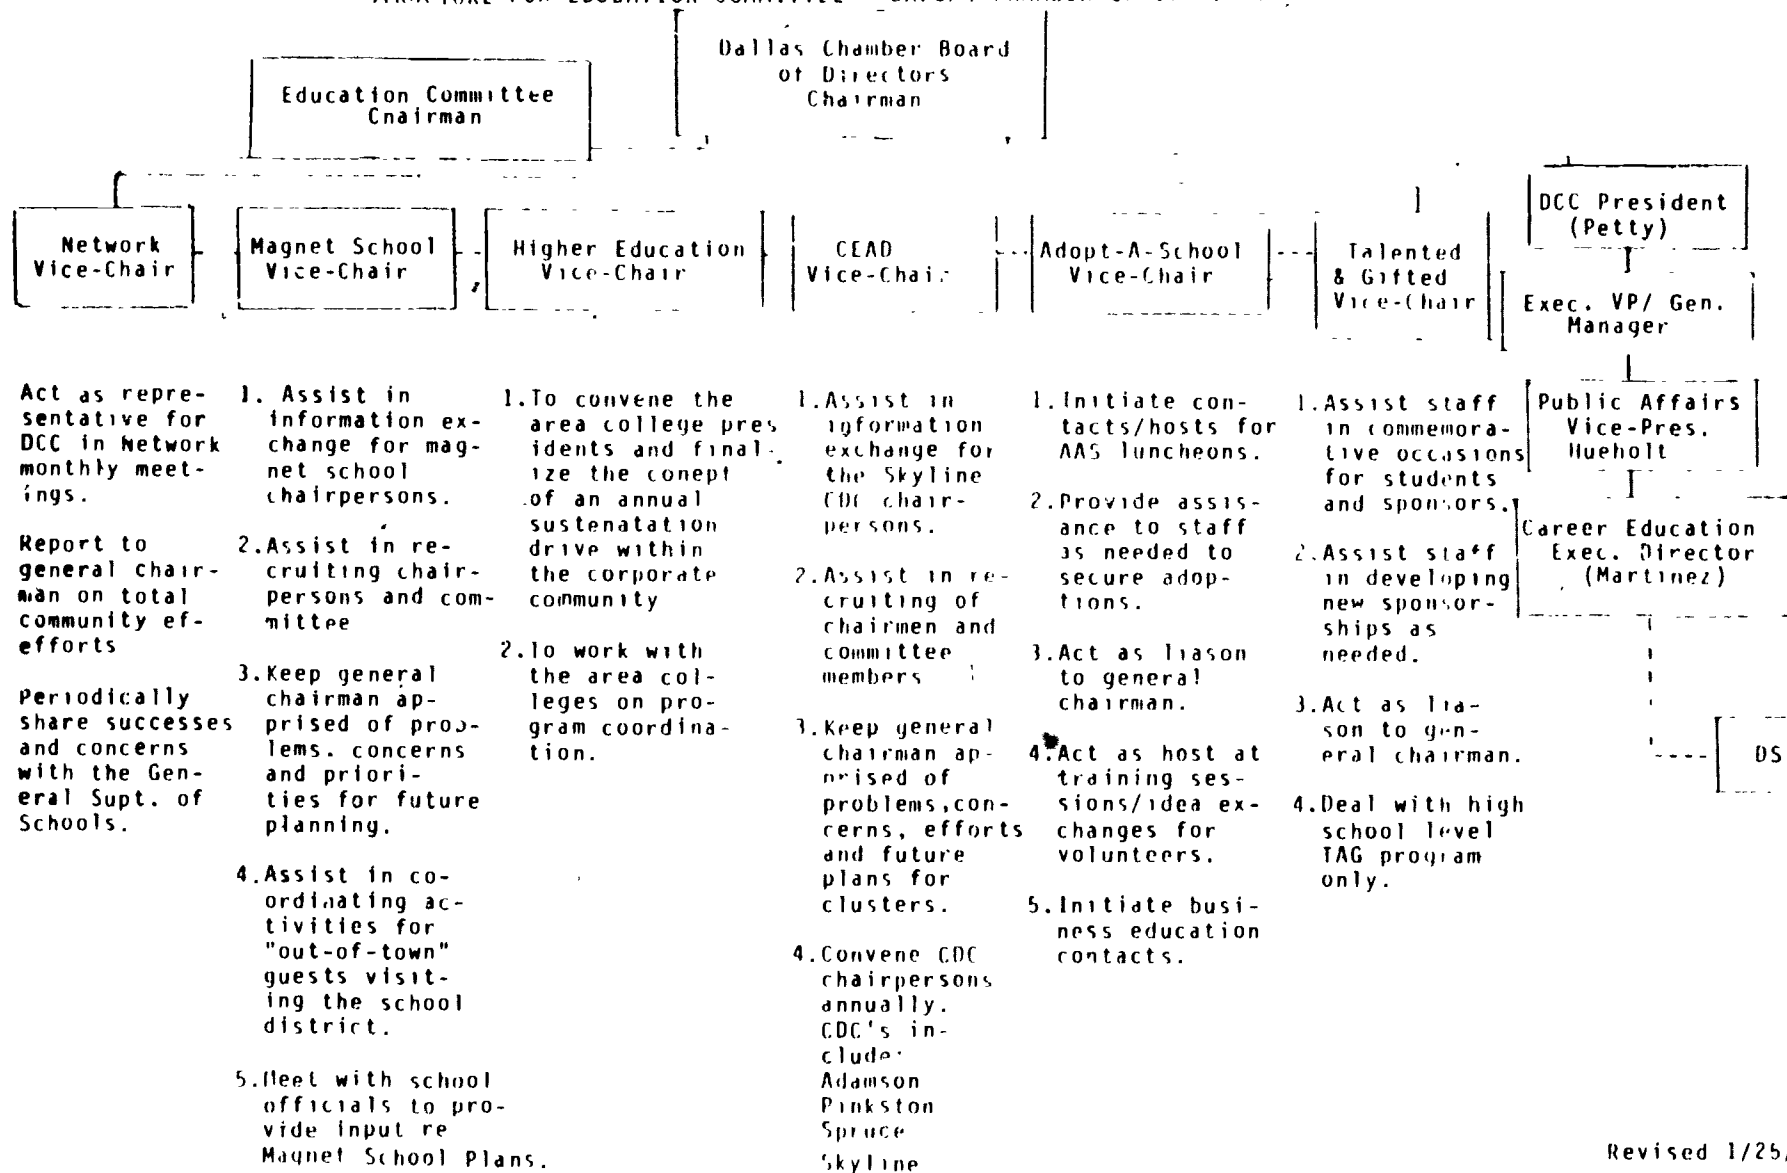 FOR EDUCATION COMMITTEE
Dallas Chamber Board
of Directors
Chairman
Education Committee
Cnairman
Network
Vice-Chair
Magnet School
Vice-Chair
Higher Education
Vice-Chair
CEAD
Vice-Chair
Adopt-A-School
Vice-Chair
Talented
& Gifted
Vice-Chair
DCC President
(Petty)
Exec. VP/ Gen.
Manager
Public Affairs
Vice-Pres.
Hueholt
Career Education
Exec. Director
(Martinez)
DS
Act as repre-
sentative for
DCC in Network
monthly meet-
ings.
Report to
general chair-
man on total
community ef-
efforts
Periodically
share successes
and concerns
with the Gen-
eral Supt. of
Schools.
1. Assist in
information ex-
change for mag-
net school
chairpersons.
2.Assist in re-
cruiting chair-
persons and com-
mittee
3.Keep general
chairman ap-
prised of prob-
lems. concerns
and priori-
ties for future
planning.
4.Assist in co-
ordinating ac-
tivities for
"out-of-town"
guests visit-
ing the school
district.
5.Meet with school
officials to pro-
vide input re
Magnet School Plans.
1.To convene the
area college pres
idents and final-
ize the conept
of an annual
sustenatation
drive within
the corporate
community
2.To work with
the area col-
leges on pro-
gram coordina-
tion.
1.Assist in
information
exchange for
the Skyline
CDC chair-
persons.
2.Assist in re-
cruiting of
chairmen and
committee
members
3.Keep general
chairman ap-
prised of
problems,con-
cerns, efforts
and future
plans for
clusters.
4.Convene CDC
chairpersons
annually.
CDC's in-
clude:
Adamson
Pinkston
Spruce
Skyline
1.Initiate con-
tacts/hosts for
AAS luncheons.
2.Provide assis-
ance to staff
as needed to
secure adop-
tions.
3.Act as liason
to general
chairman.
4.Act as host at
training ses-
sions/idea ex-
changes for
volunteers.
5.Initiate busi-
ness education
contacts.
1.Assist staff
in commemora-
tive occasions
for students
and sponsors.
2.Assist staff
in developing
new sponsor-
ships as
needed.
3.Act as lia-
son to gen-
eral chairman.
4.Deal with high
school level
TAG program
only.
Revised 1/25/